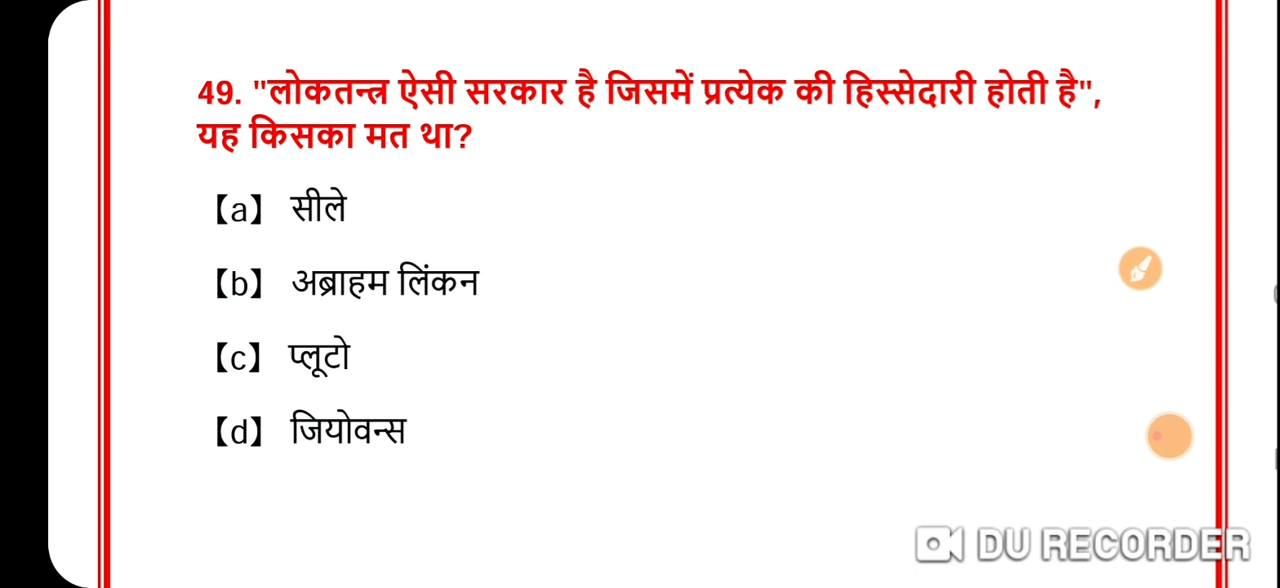 49. "लोकतन्त्र ऐसी सरकार है जिसमें प्रत्येक की हिस्सेदारी होती है",
यह किसका मत था?
【a】 सीले
【b】 अब्राहम लिंकन
【c】 प्लूटो
【d】 जियोवन्स
DU RECORDER